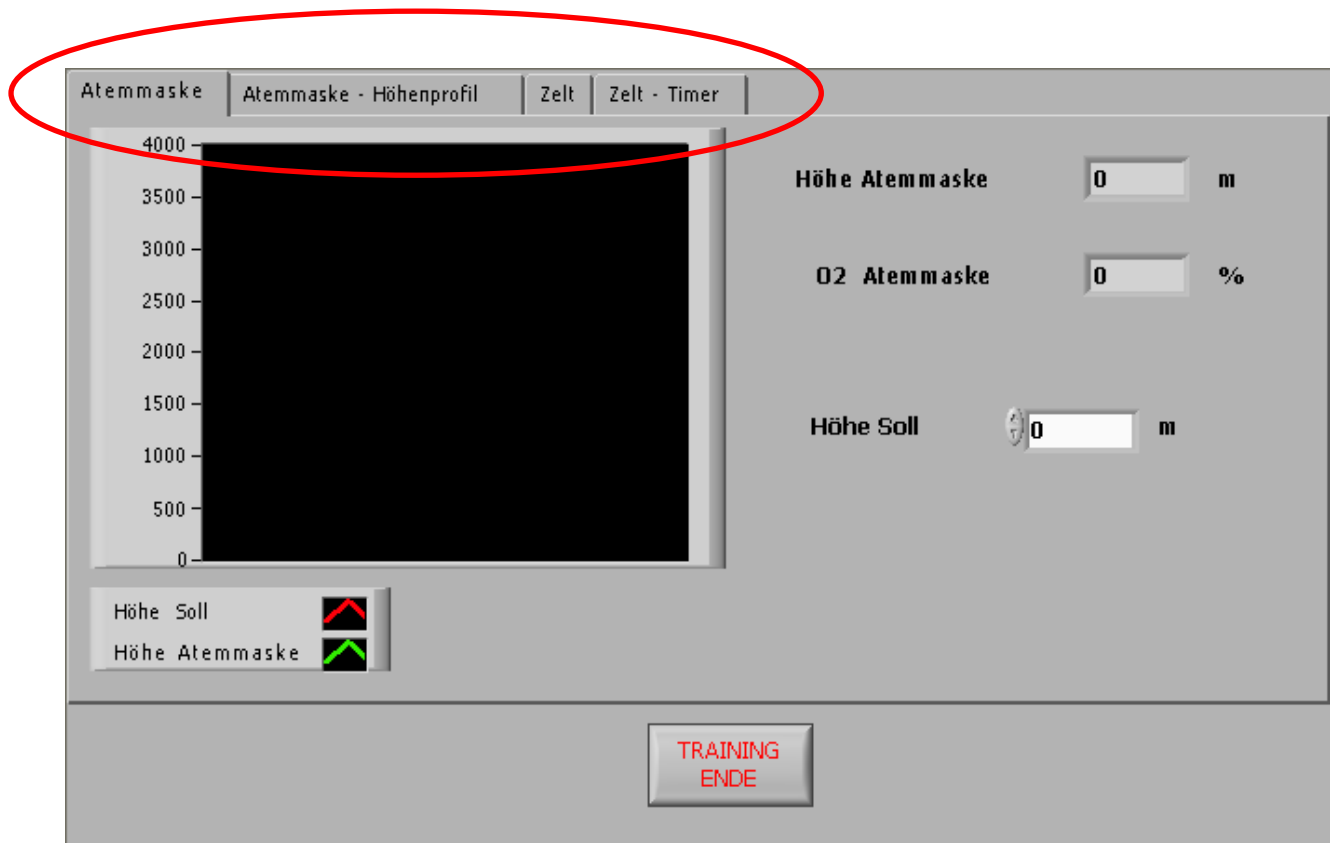 Atemmaske
Atemmaske - Höhenprofil
Zelt
Zelt - Timer
4000
3500
3000
2500
2000
1500
1000
500
0
Höhe Atemmaske 0 m
O2 Atemmaske 0 %
Höhe Soll 0 m
Höhe Soll
Höhe Atemmaske
TRAINING
ENDE